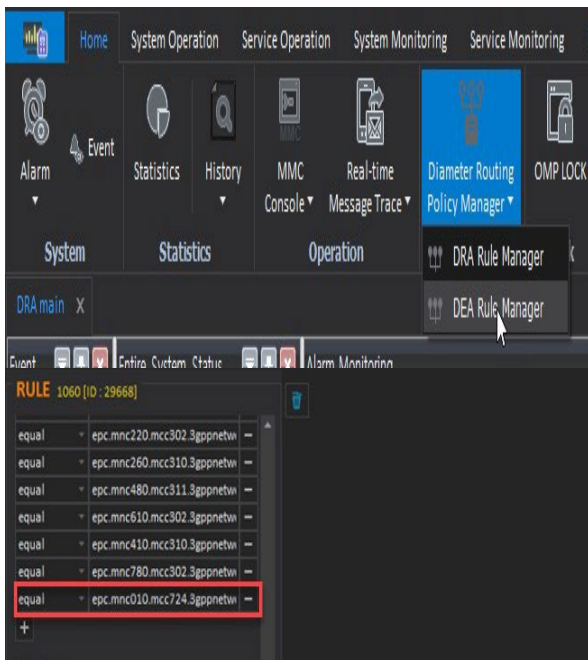 Home System Operation Service Operation System Monitoring Service Monitoring
Alarm Event Statistics History MMC Console Real-time Message Trace Diameter Routing Policy Manager OMP LOCK
System Statistics Operation
DRA Rule Manager
DRA main X
DEA Rule Manager
Event Entire System Status Alarm Monitoring
RULE 1060 [ID : 29668]
equal epc.mnc220.mcc302.3gppnetw
equal epc.mnc260.mcc310.3gppnetw
equal epc.mnc480.mcc311.3gppnetw
equal epc.mnc610.mcc302.3gppnetw
equal epc.mnc410.mcc310.3gppnetw
equal epc.mnc780.mcc302.3gppnetw
equal epc.mnc010.mcc724.3gppnetw